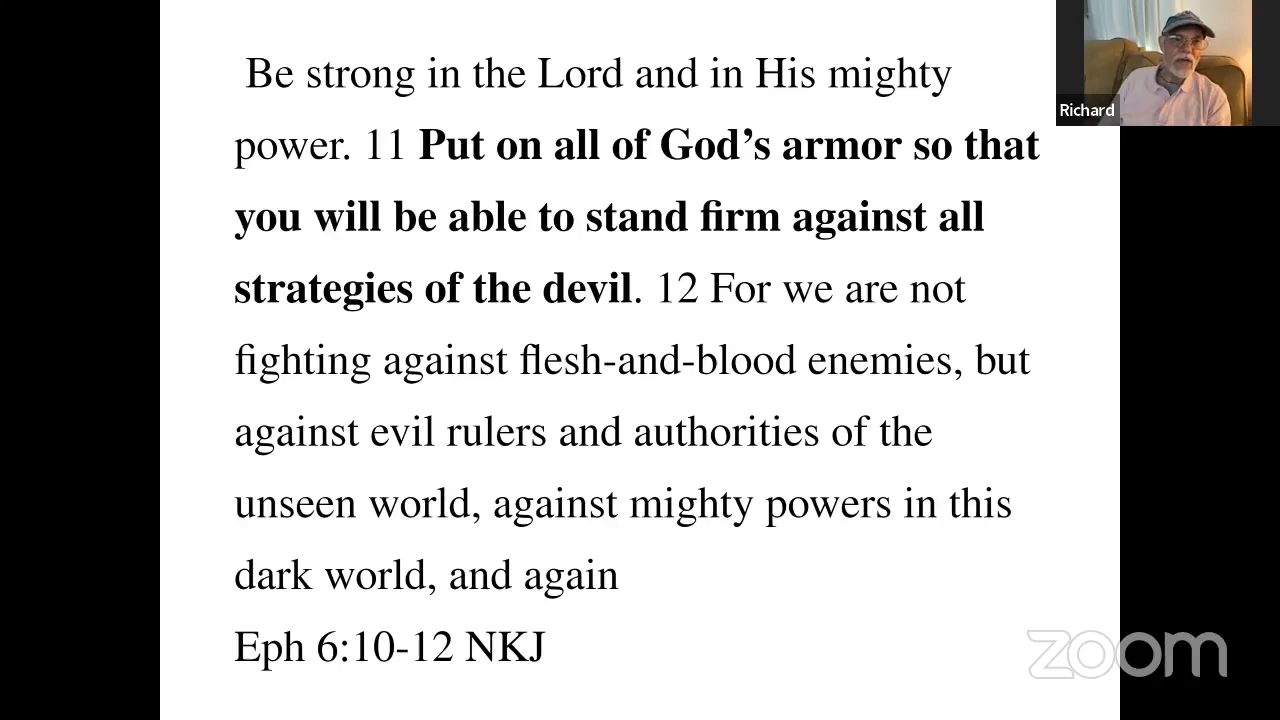 Be strong in the Lord and in His mighty
power. 11 Put on all of God’s armor so that
you will be able to stand firm against all
strategies of the devil. 12 For we are not
fighting against flesh-and-blood enemies, but
against evil rulers and authorities of the
unseen world, against mighty powers in this
dark world, and again
Eph 6:10-12 NKJ
Richard
zoom